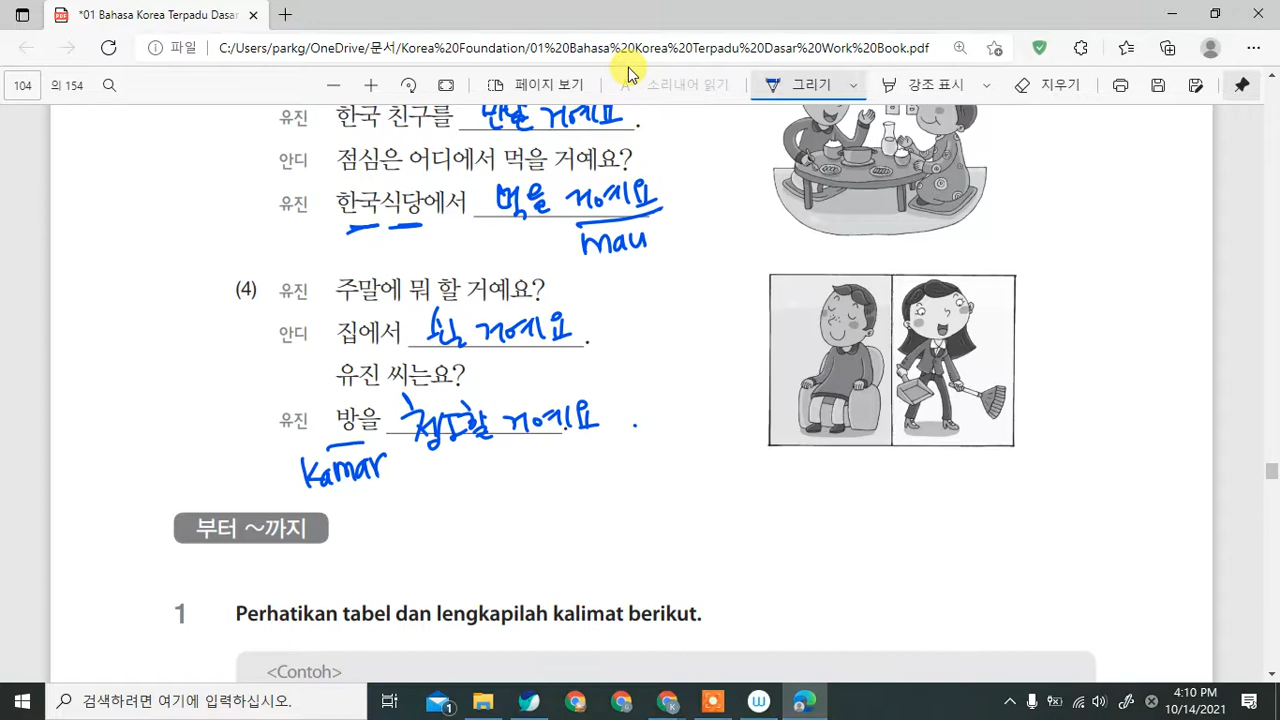 *01 Bahasa Korea Terpadu Dasar
파일 C:/Users/parkg/OneDrive/문서/Korea%20Foundation/01%20Bahasa%20Korea%20Terpadu%20Dasar%20Work%20Book.pdf
104 의 154 페이지 보기 소리내어 읽기 그리기 강조 표시 지우기
유진 한국 친구를 만날 거예요.
안디 점심은 어디에서 먹을 거예요?
유진 한국식당에서 먹을 거예요
mau
(4) 유진 주말에 뭐 할 거예요?
안디 집에서 쉴 거예요.
유진 씨는요?
유진 방을 청소할 거예요.
Kamar
부터 ~까지
1 Perhatikan tabel dan lengkapilah kalimat berikut.
<Contoh>
검색하려면 여기에 입력하십시오.
4:10 PM
10/14/2021